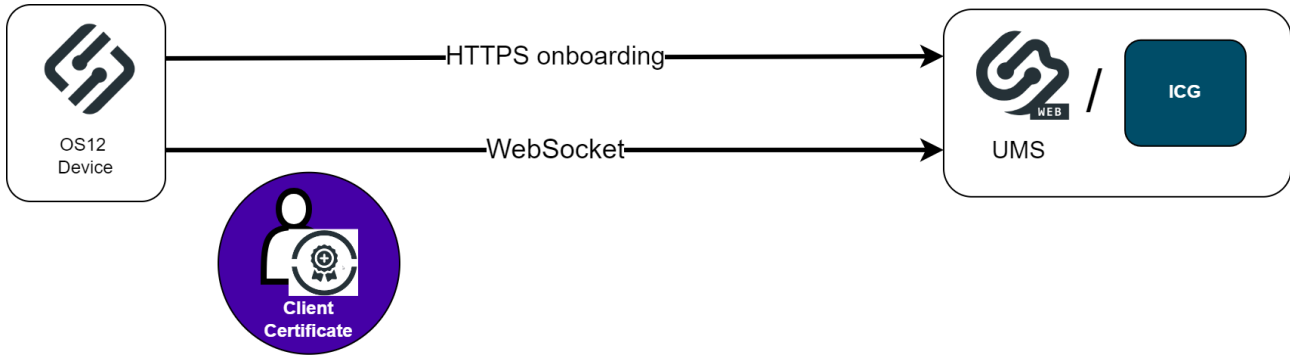 HTTPS onboarding
OS12
Device
WebSocket
WEB
/
ICG
UMS
Client
Certificate